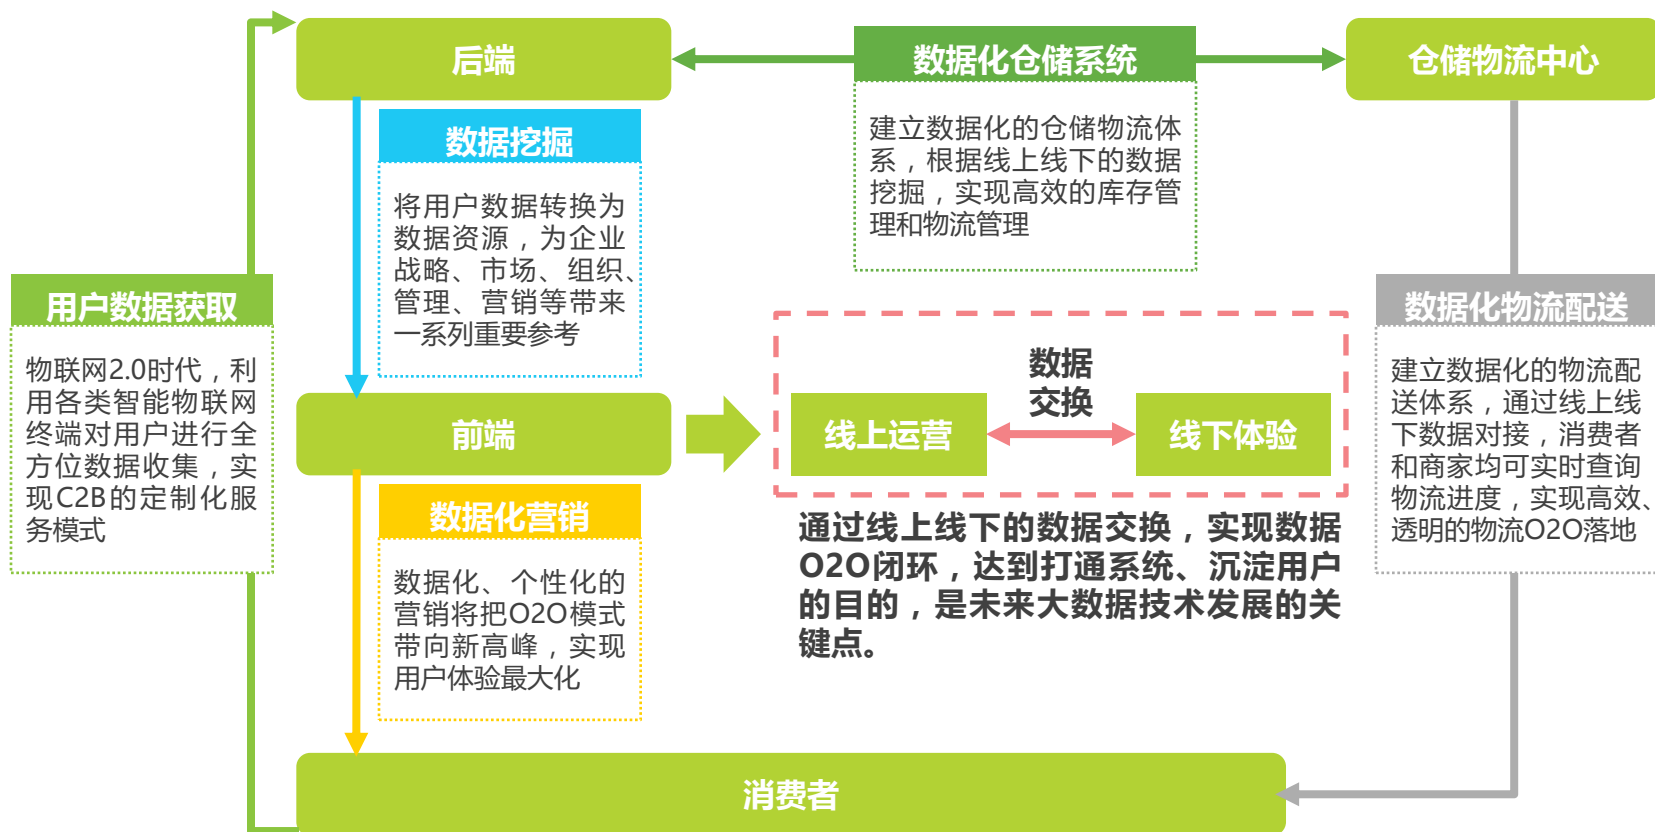 后端
数据化仓储系统
仓储物流中心
数据挖掘
将用户数据转换为
数据资源，为企业
战略、市场、组织、
管理、营销等带来
一系列重要参考
建立数据化的仓储物流体
系，根据线上线下的数据
挖掘，实现高效的库存管
理和物流管理
用户数据获取
物联网2.0时代，利
用各类智能物联网
终端对用户进行全
方位数据收集，实
现C2B的定制化服
务模式
数据化物流配送
建立数据化的物流配
送体系，通过线上线
下数据对接，消费者
和商家均可实时查询
物流进度，实现高效、
透明的物流O2O落地
前端
数据
交换
线上运营
线下体验
通过线上线下的数据交换，实现数据
O2O闭环，达到打通系统、沉淀用户
的目的，是未来大数据技术发展的关
键点。
数据化营销
数据化、个性化的
营销将把O2O模式
带向新高峰，实现
用户体验最大化
消费者